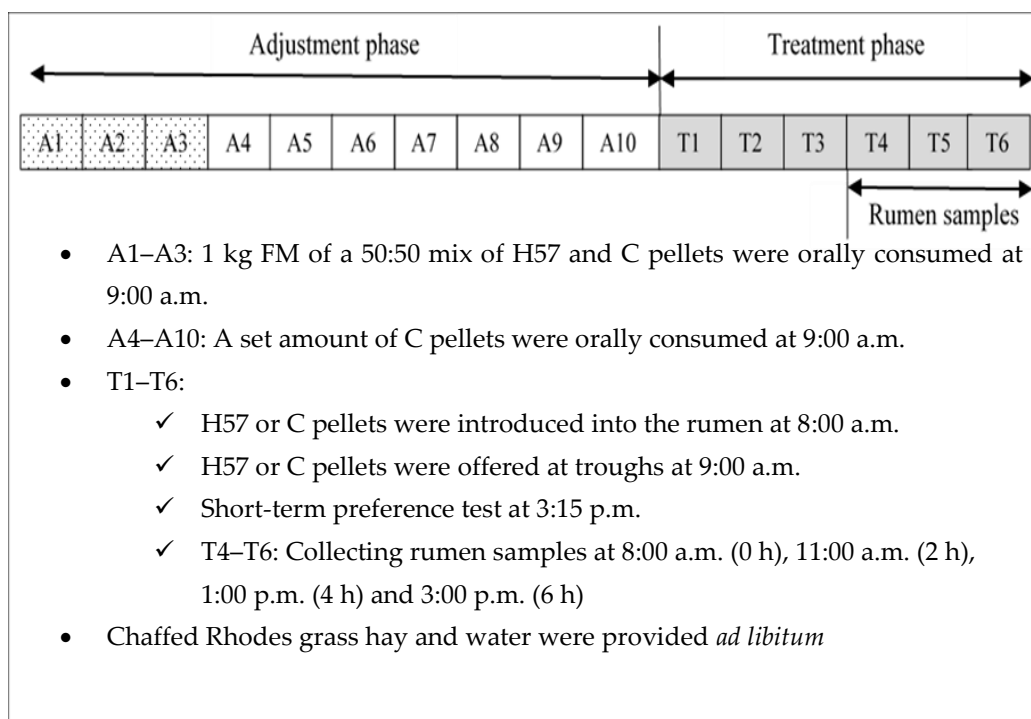 Adjustment phase Treatment phase
A1 A2 A3 A4 A5 A6 A7 A8 A9 A10 T1 T2 T3 T4 T5 T6
Rumen samples
• A1–A3: 1 kg FM of a 50:50 mix of H57 and C pellets were orally consumed at
9:00 a.m.
• A4–A10: A set amount of C pellets were orally consumed at 9:00 a.m.
• T1–T6:
✓ H57 or C pellets were introduced into the rumen at 8:00 a.m.
✓ H57 or C pellets were offered at troughs at 9:00 a.m.
✓ Short-term preference test at 3:15 p.m.
✓ T4–T6: Collecting rumen samples at 8:00 a.m. (0 h), 11:00 a.m. (2 h),
1:00 p.m. (4 h) and 3:00 p.m. (6 h)
• Chaffed Rhodes grass hay and water were provided ad libitum